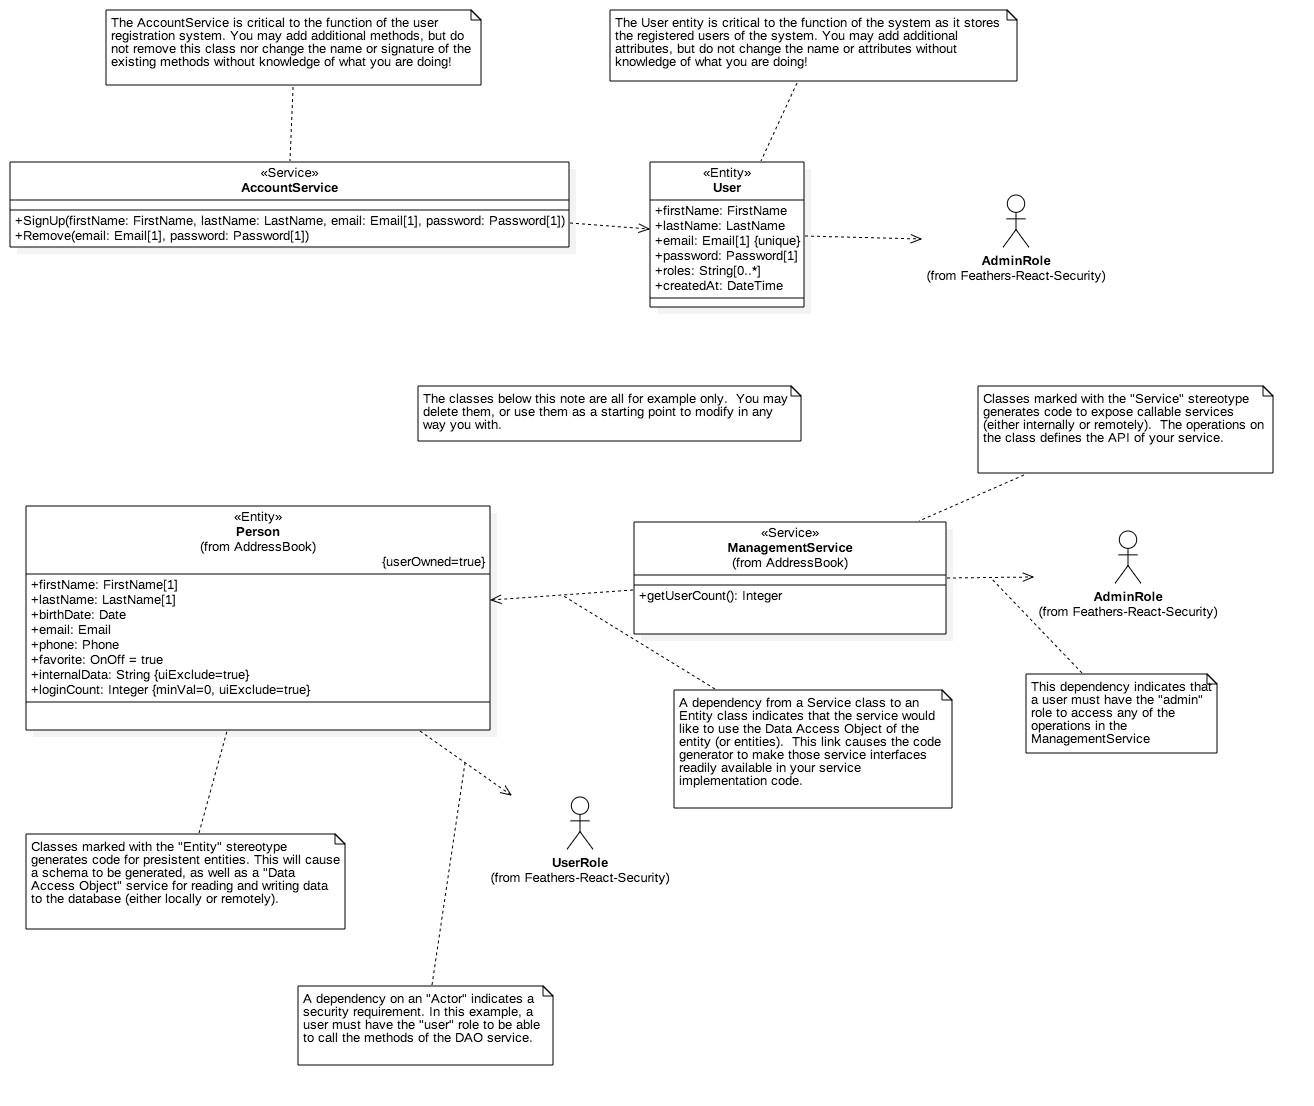 The AccountService is critical to the function of the user
registration system. You may add additional methods, but do
not remove this class nor change the name or signature of the
existing methods without knowledge of what you are doing!
The User entity is critical to the function of the system as it stores
the registered users of the system. You may add additional
attributes, but do not change the name or attributes without
knowledge of what you are doing!
«Service»
AccountService
+SignUp(firstName: FirstName, lastName: LastName, email: Email[1], password: Password[1])
+Remove(email: Email[1], password: Password[1])
«Entity»
User
+firstName: FirstName
+lastName: LastName
+email: Email[1] {unique}
+password: Password[1]
+roles: String[0..*]
+createdAt: DateTime
AdminRole
(from Feathers-React-Security)
The classes below this note are all for example only.  You may
delete them, or use them as a starting point to modify in any
way you with.
Classes marked with the "Service" stereotype
generates code to expose callable services
(either internally or remotely).  The operations on
the class defines the API of your service.
«Entity»
Person
(from AddressBook)
{userOwned=true}
+firstName: FirstName[1]
+lastName: LastName[1]
+birthDate: Date
+email: Email
+phone: Phone
+favorite: OnOff = true
+internalData: String {uiExclude=true}
+loginCount: Integer {minVal=0, uiExclude=true}
«Service»
ManagementService
(from AddressBook)
+getUserCount(): Integer
AdminRole
(from Feathers-React-Security)
This dependency indicates that
a user must have the "admin"
role to access any of the
operations in the
ManagementService
A dependency from a Service class to an
Entity class indicates that the service would
like to use the Data Access Object of the
entity (or entities).  This link causes the code
generator to make those service interfaces
readily available in your service
implementation code.
UserRole
(from Feathers-React-Security)
Classes marked with the "Entity" stereotype
generates code for presistent entities. This will cause
a schema to be generated, as well as a "Data
Access Object" service for reading and writing data
to the database (either locally or remotely).
A dependency on an "Actor" indicates a
security requirement. In this example, a
user must have the "user" role to be able
to call the methods of the DAO service.